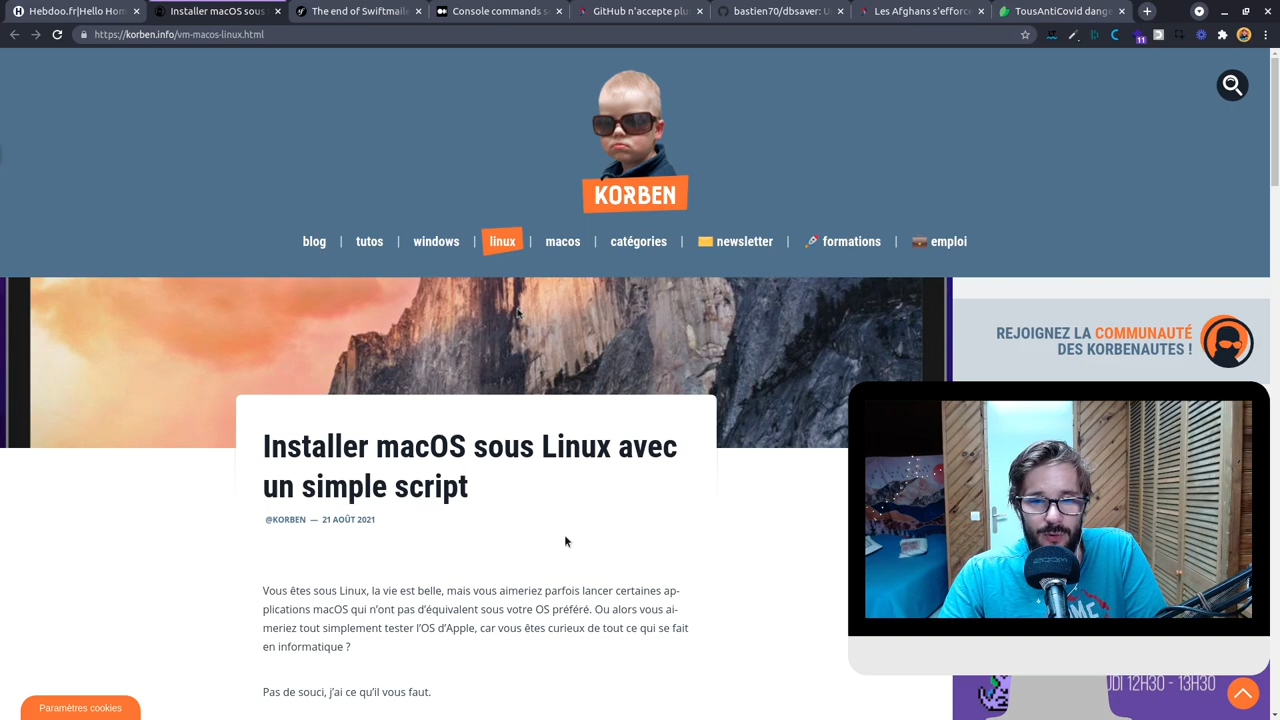 Hebdoo.fr|Hello Hom
Installer macOS sous
The end of Swiftmaile
Console commands s
GitHub n'accepte plus
bastien70/dbsaver: U
Les Afghans s'efforce
TousAntiCovid dange
https://korben.info/vm-macos-linux.html
11
KORBEN
blog | tutos | windows | linux | macos | catégories | newsletter | formations | emploi
REJOIGNEZ LA COMMUNAUTÉ
DES KORBENAUTES !
Installer macOS sous Linux avec
un simple script
@KORBEN — 21 AOÛT 2021
Vous êtes sous Linux, la vie est belle, mais vous aimeriez parfois lancer certaines ap-
plications macOS qui n'ont pas d'équivalent sous votre OS préféré. Ou alors vous ai-
meriez tout simplement tester l'OS d'Apple, car vous êtes curieux de tout ce qui se fait
en informatique ?
Pas de souci, j'ai ce qu'il vous faut.
12H30 - 13H30
Paramètres cookies